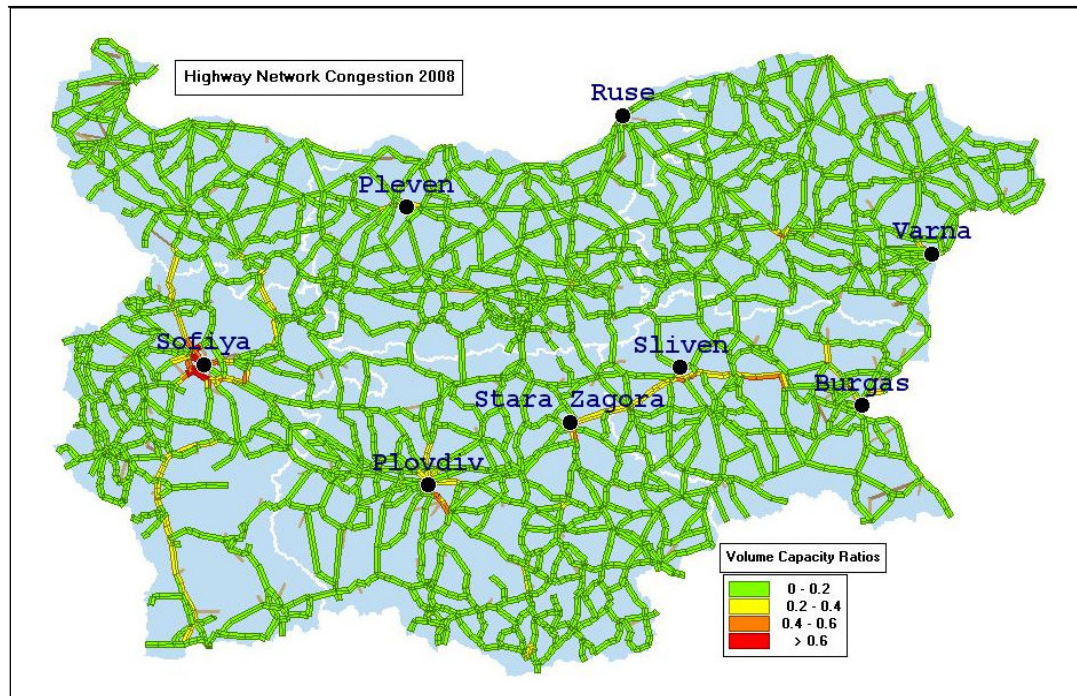 Highway Network Congestion 2008
Ruse
Pleven
Varna
Sofiya
Sliven
Burgas
Stara Zagora
Plovdiv
Volume Capacity Ratios
0 - 0.2
0.2 - 0.4
0.4 - 0.6
> 0.6